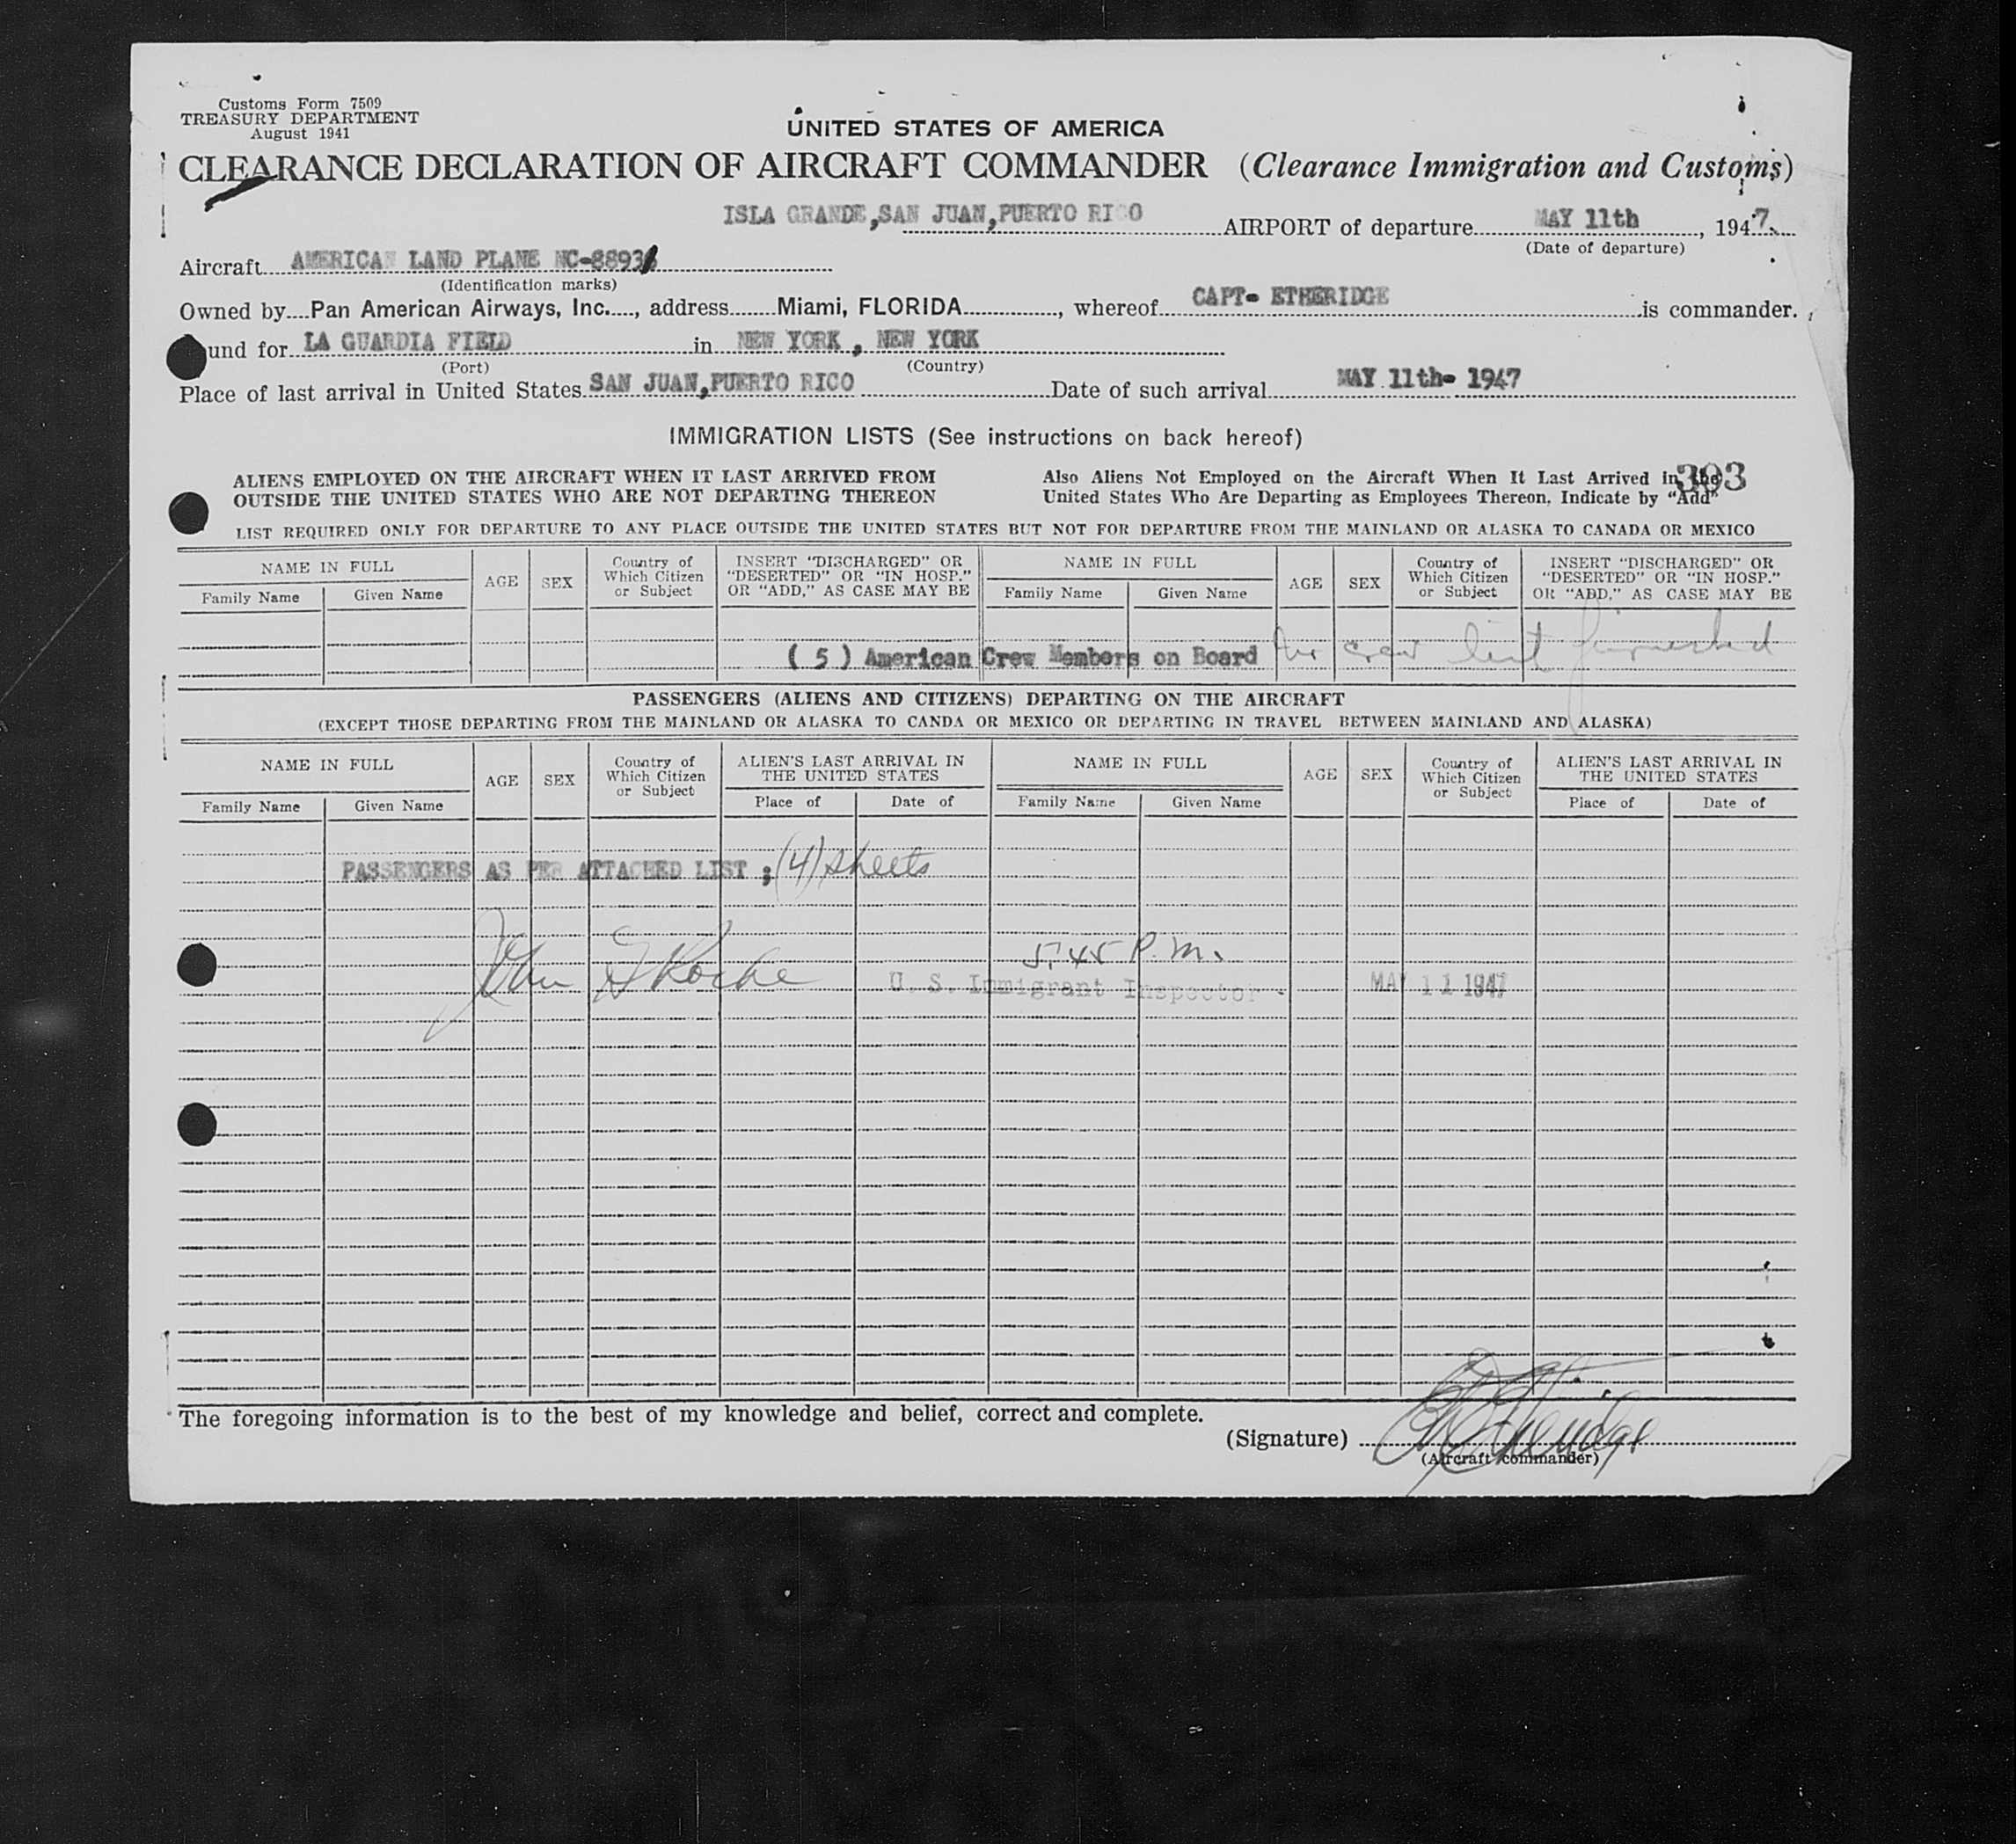 Customs Form 7509
TREASURY DEPARTMENT
August 1941
UNITED STATES OF AMERICA
CLEARANCE DECLARATION OF AIRCRAFT COMMANDER (Clearance Immigration and Customs)
ISLA GRANDE, SAN JUAN, PUERTO RICO AIRPORT of departure MAY 11th, 1947.
(Date of departure)
Aircraft AMERICAN LAND PLANE
(Identification marks)
Owned by Pan American Airways, Inc., address Miami, FLORIDA, whereof CAPT- ETHERIDGE is commander.
und for LA GUARDIA FIELD in NEW YORK, NEW YORK
(Port) (Country)
Place of last arrival in United States SAN JUAN, PUERTO RICO Date of such arrival MAY 11th- 1947
IMMIGRATION LISTS (See instructions on back hereof)
ALIENS EMPLOYED ON THE AIRCRAFT WHEN IT LAST ARRIVED FROM
OUTSIDE THE UNITED STATES WHO ARE NOT DEPARTING THEREON
Also Aliens Not Employed on the Aircraft When It Last Arrived in the
United States Who Are Departing as Employees Thereon, Indicate by “Add”
303
LIST REQUIRED ONLY FOR DEPARTURE TO ANY PLACE OUTSIDE THE UNITED STATES BUT NOT FOR DEPARTURE FROM THE MAINLAND OR ALASKA TO CANADA OR MEXICO
NAME IN FULL AGE SEX Country of Which Citizen or Subject INSERT “DISCHARGED” OR “DESERTED” OR “IN HOSP.” OR “ADD,” AS CASE MAY BE NAME IN FULL AGE SEX Country of Which Citizen or Subject INSERT “DISCHARGED” OR “DESERTED” OR “IN HOSP.” OR “ADD,” AS CASE MAY BE
Family Name Given Name Family Name Given Name
( 5 ) American Crew Members on Board crew list furnished
PASSENGERS (ALIENS AND CITIZENS) DEPARTING ON THE AIRCRAFT
(EXCEPT THOSE DEPARTING FROM THE MAINLAND OR ALASKA TO CANDA OR MEXICO OR DEPARTING IN TRAVEL BETWEEN MAINLAND AND ALASKA)
NAME IN FULL AGE SEX Country of Which Citizen or Subject ALIEN'S LAST ARRIVAL IN THE UNITED STATES NAME IN FULL AGE SEX Country of Which Citizen or Subject ALIEN'S LAST ARRIVAL IN THE UNITED STATES
Family Name Given Name Place of Date of Family Name Given Name Place of Date of
PASSENGERS AS PER ATTACHED LIST ; (4) sheets
5:45 P.M.
John Roche U. S. Immigrant Inspector. MAY 11 1947
The foregoing information is to the best of my knowledge and belief, correct and complete.
(Signature) Etheridge
(Aircraft commander)